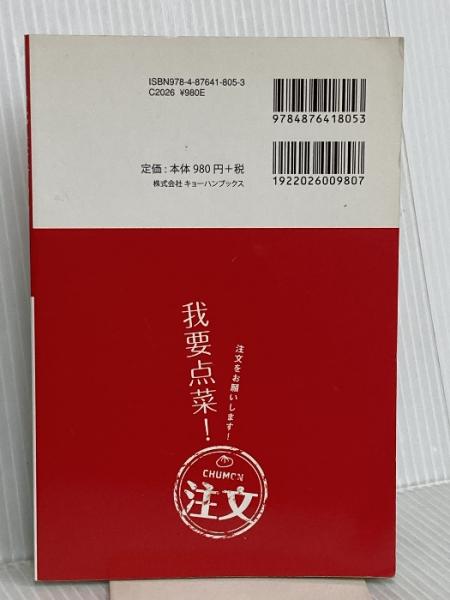 ISBN978-4-87641-805-3
C2026 ¥980E
9784876418053
定価:本体 980 円+税
株式会社 キョーハンブックス
1922026009807
我要点菜!
注文をお願いします!
CHUMON
注文